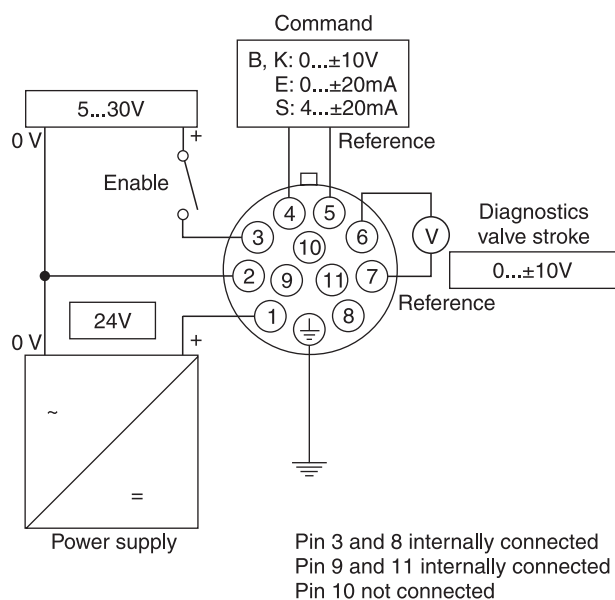 Command
B, K: 0...±10V
E: 0...±20mA
S: 4...±20mA
5...30V
0 V
+
Reference
Enable
4
5
3
6
10
V
Diagnostics
valve stroke
0...±10V
2
9
11
7
Reference
24V
1
8
0 V
+
~
=
Power supply
Pin 3 and 8 internally connected
Pin 9 and 11 internally connected
Pin 10 not connected